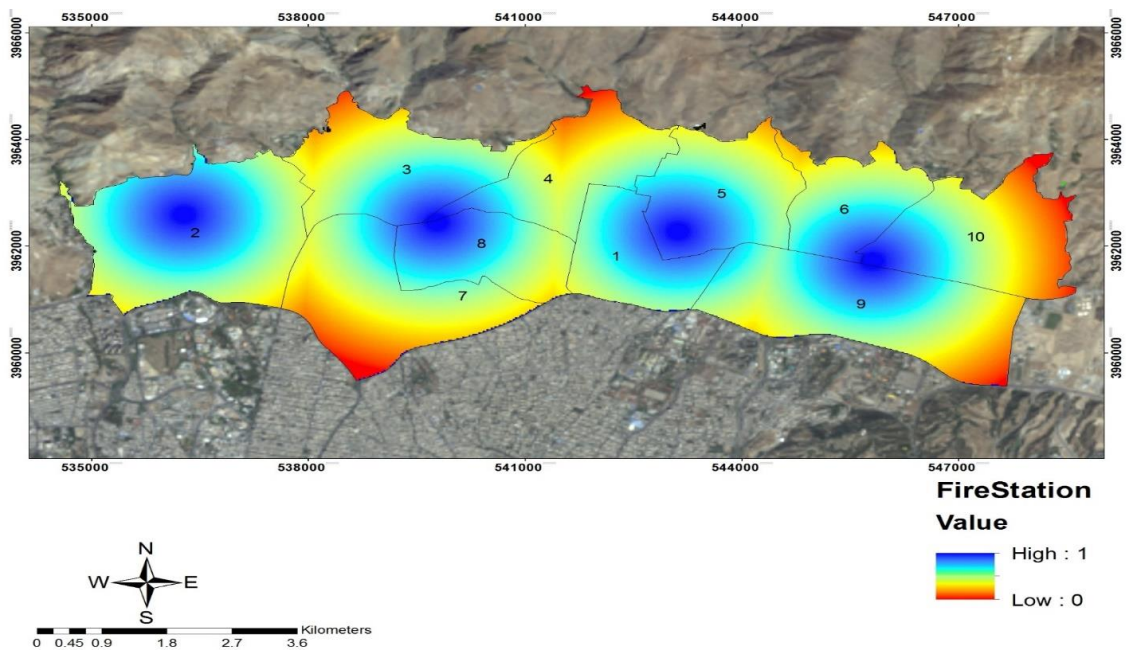 535000 538000 541000 544000 547000
3966000 3966000
3964000 3964000
3962000 3962000
3960000 3960000
3 4 5
2 8 1 6 10
7 9
535000 538000 541000 544000 547000
FireStation
Value
High : 1
Low : 0
N
W E
S
Kilometers
0 0.45 0.9 1.8 2.7 3.6